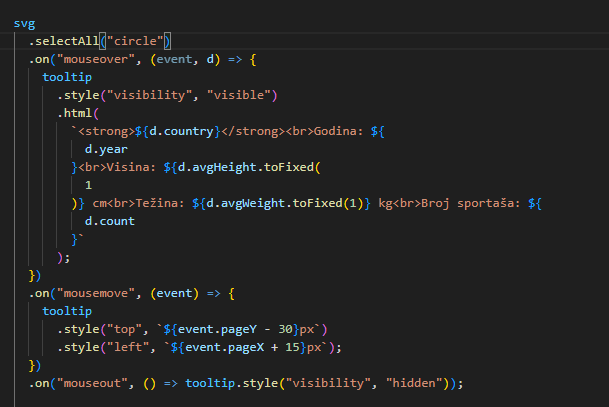 svg
  .selectAll("circle")
  .on("mouseover", (event, d) => {
    tooltip
      .style("visibility", "visible")
      .html(
        `<strong>${d.country}</strong><br>Godina: ${
          d.year
        }<br>Visina: ${d.avgHeight.toFixed(
          1
        )} cm<br>Težina: ${d.avgWeight.toFixed(1)} kg<br>Broj sportaša: ${
          d.count
        }`
      );
  })
  .on("mousemove", (event) => {
    tooltip
      .style("top", `${event.pageY - 30}px`)
      .style("left", `${event.pageX + 15}px`);
  })
  .on("mouseout", () => tooltip.style("visibility", "hidden"));